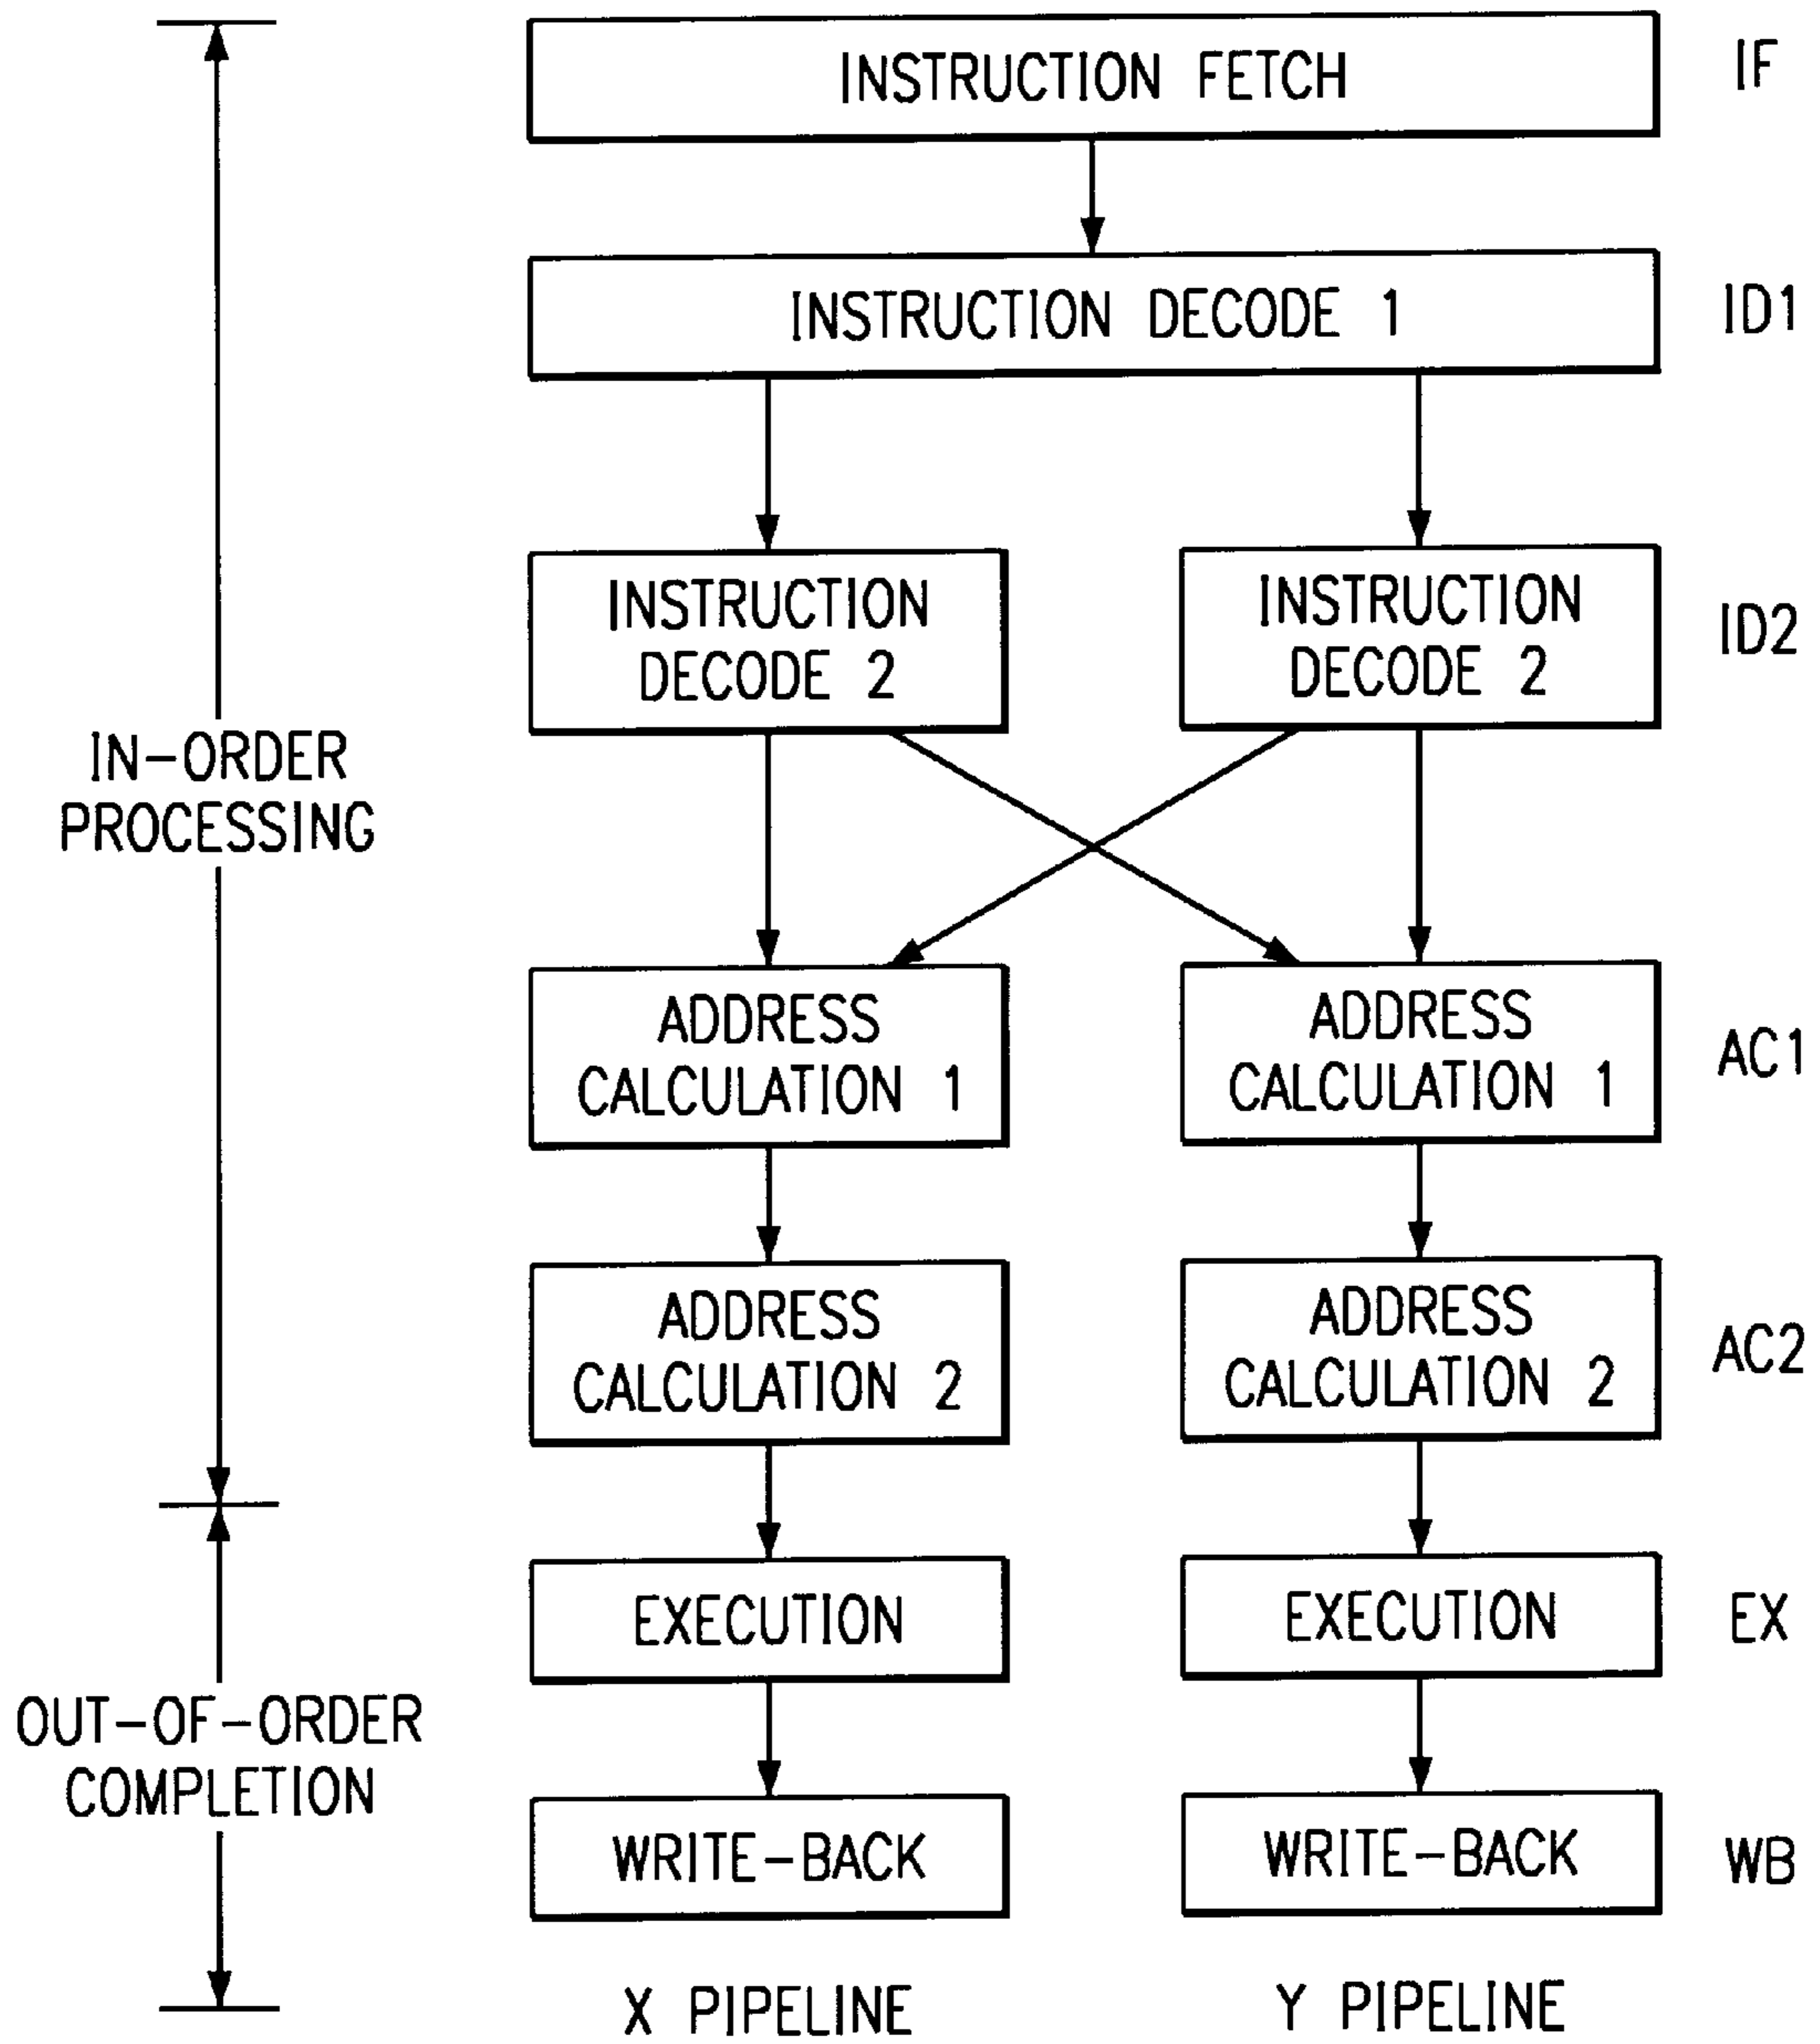 INSTRUCTION FETCH
IF
INSTRUCTION DECODE 1
ID1
INSTRUCTION
DECODE 2
INSTRUCTION
DECODE 2
ID2
IN-ORDER
PROCESSING
ADDRESS
CALCULATION 1
ADDRESS
CALCULATION 1
AC1
ADDRESS
CALCULATION 2
ADDRESS
CALCULATION 2
AC2
EXECUTION
EXECUTION
EX
OUT-OF-ORDER
COMPLETION
WRITE-BACK
WRITE-BACK
WB
X PIPELINE
Y PIPELINE